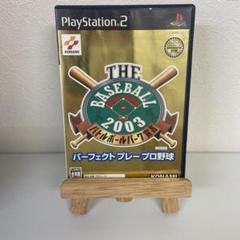 PlayStation 2
KONAMI
THE
BASEBALL
2003
バトルボールパーク宣言
パーフェクト プレー プロ野球
KONAMI